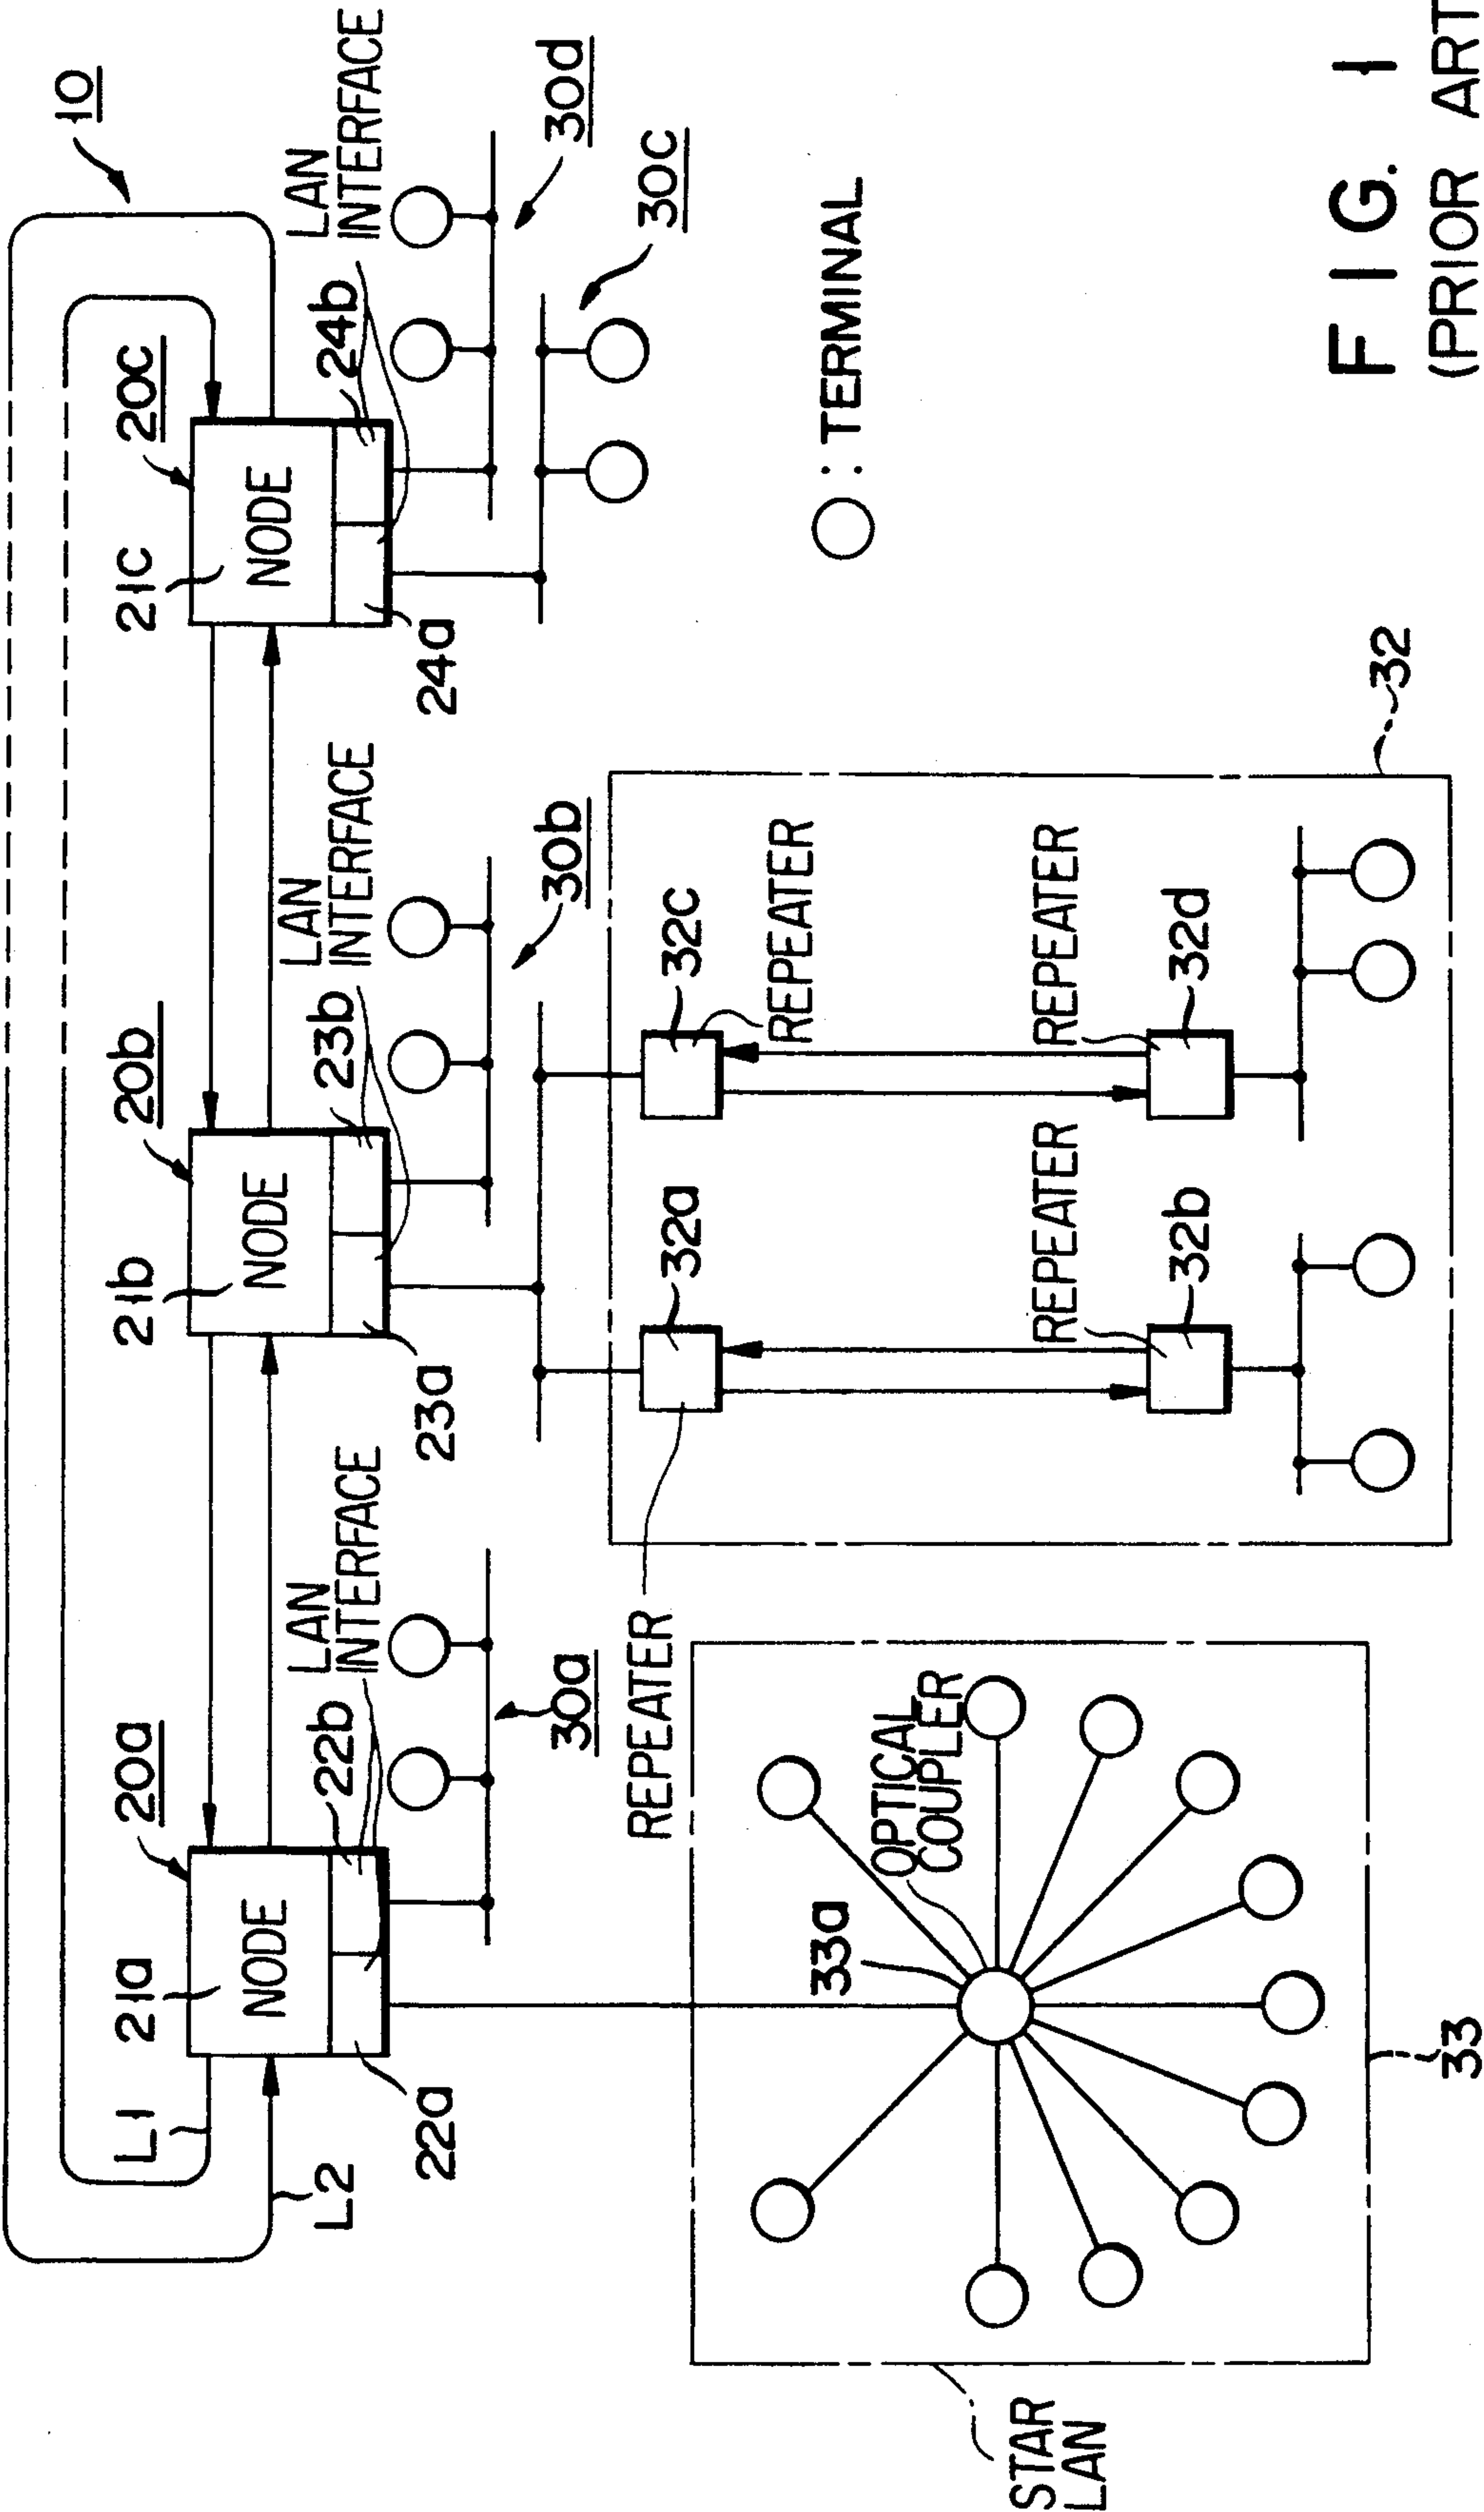 10
20a
20b
20c
L1
21a
21b
21c
NODE
NODE
NODE
L2
22a
22b
LAN
INTERFACE
23a
23b
LAN
INTERFACE
24a
24b
LAN
INTERFACE
30a
30b
30d
30c
REPEATER
32a
32c
REPEATER
33a
OPTICAL
COUPLER
: TERMINAL
REPEATER
REPEATER
32b
32d
32
STAR
LAN
33
FIG. 1
(PRIOR ART